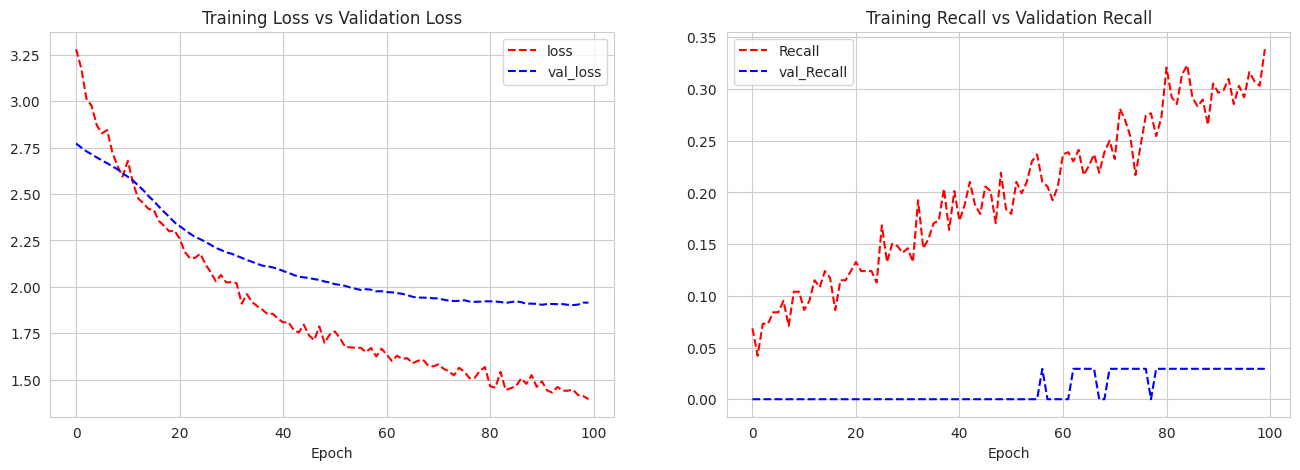 Training Loss vs Validation Loss
loss
val_loss
3.25
3.00
2.75
2.50
2.25
2.00
1.75
1.50
0 20 40 60 80 100
Epoch
Training Recall vs Validation Recall
Recall
val_Recall
0.35
0.30
0.25
0.20
0.15
0.10
0.05
0.00
0 20 40 60 80 100
Epoch